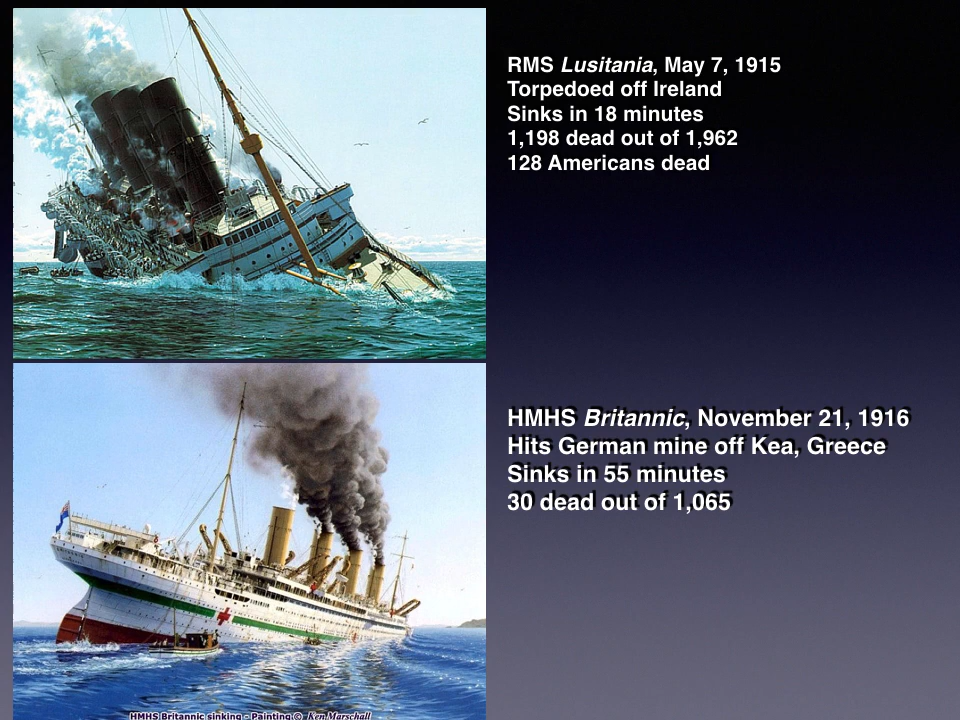 RMS Lusitania, May 7, 1915
Torpedoed off Ireland
Sinks in 18 minutes
1,198 dead out of 1,962
128 Americans dead
HMHS Britannic, November 21, 1916
Hits German mine off Kea, Greece
Sinks in 55 minutes
30 dead out of 1,065
HMHS Britannic sinking - Painting © Ken Marschall